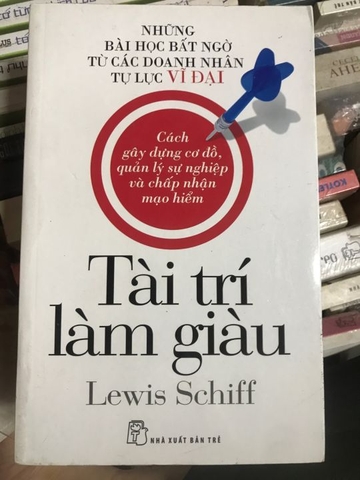 NHỮNG
BÀI HỌC BẤT NGỜ
TỪ CÁC DOANH NHÂN
TỰ LỰC VĨ ĐẠI
Cách
gây dựng cơ đồ,
quản lý sự nghiệp
và chấp nhận
mạo hiểm
Tài trí
làm giàu
Lewis Schiff
NHÀ XUẤT BẢN TRẺ